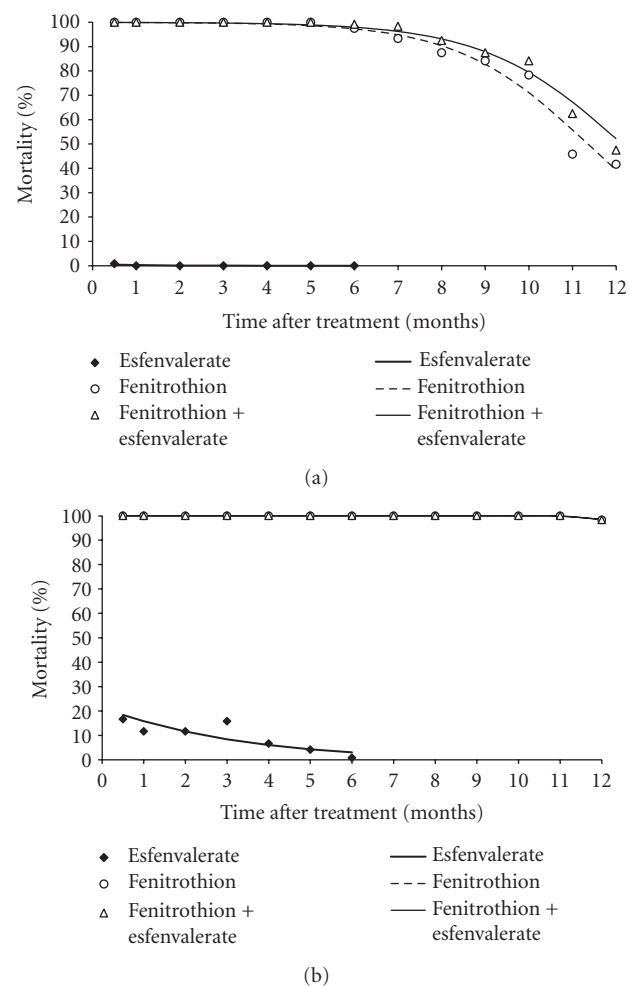 100
90
80
70
60
50
40
30
20
10
0
Mortality (%)
0 1 2 3 4 5 6 7 8 9 10 11 12
Time after treatment (months)
Esfenvalerate
Fenitrothion
Fenitrothion +
esfenvalerate
Esfenvalerate
Fenitrothion
Fenitrothion +
esfenvalerate
(a)
100
90
80
70
60
50
40
30
20
10
0
Mortality (%)
0 1 2 3 4 5 6 7 8 9 10 11 12
Time after treatment (months)
Esfenvalerate
Fenitrothion
Fenitrothion +
esfenvalerate
Esfenvalerate
Fenitrothion
Fenitrothion +
esfenvalerate
(b)